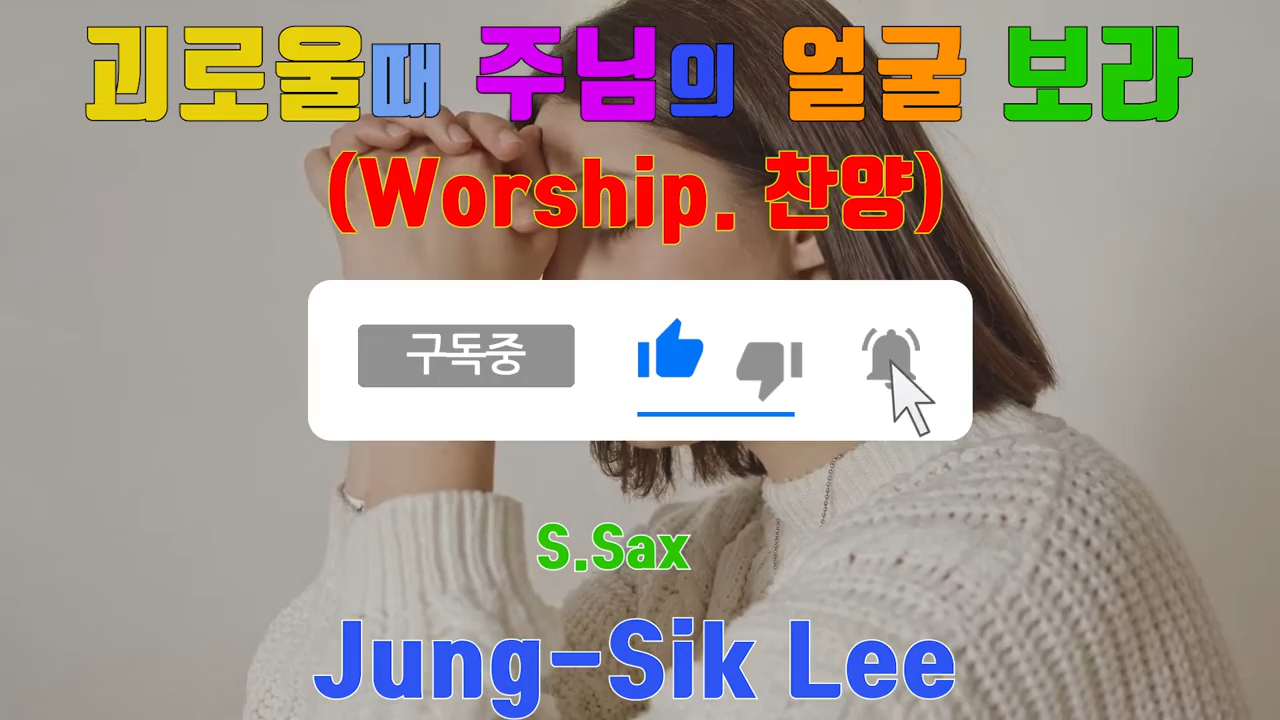 괴로울때 주님의 얼굴 보라
(Worship. 찬양)
구독중
S.Sax
Jung-Sik Lee